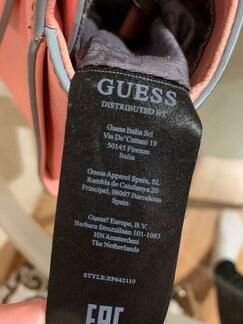 GUESS
DISTRIBUTED BY
Guess Italia Srl
Via De'Cattani 18
50145 Firenze
Italia
Guess Apparel Spain, SL
Rambla de Catalunya 20
Principal, 08007 Barcelona
Spain
Guess? Europe, B.V.
Barbara Strozzilaan 101-1083
HN Amsterdam
The Netherlands
STYLE:EP642110
EAC